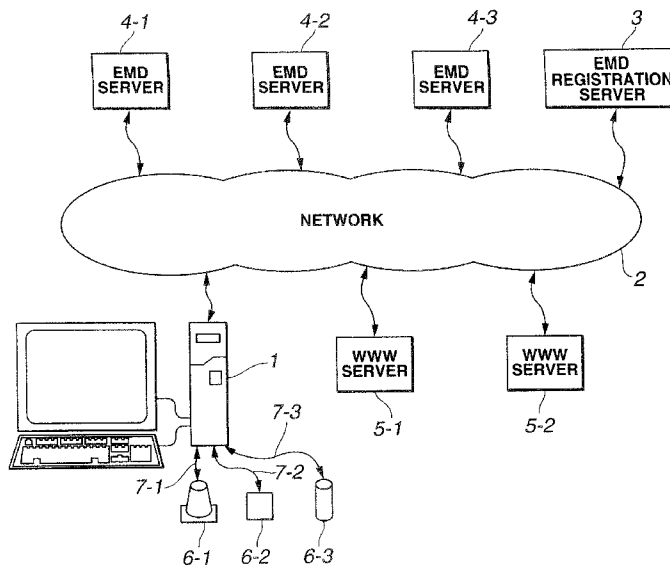 4-1
4-2
4-3
3
EMD
SERVER
EMD
SERVER
EMD
SERVER
EMD
REGISTRATION
SERVER
NETWORK
2
1
WWW
SERVER
WWW
SERVER
5-1
5-2
7-3
7-1
7-2
6-1
6-2
6-3